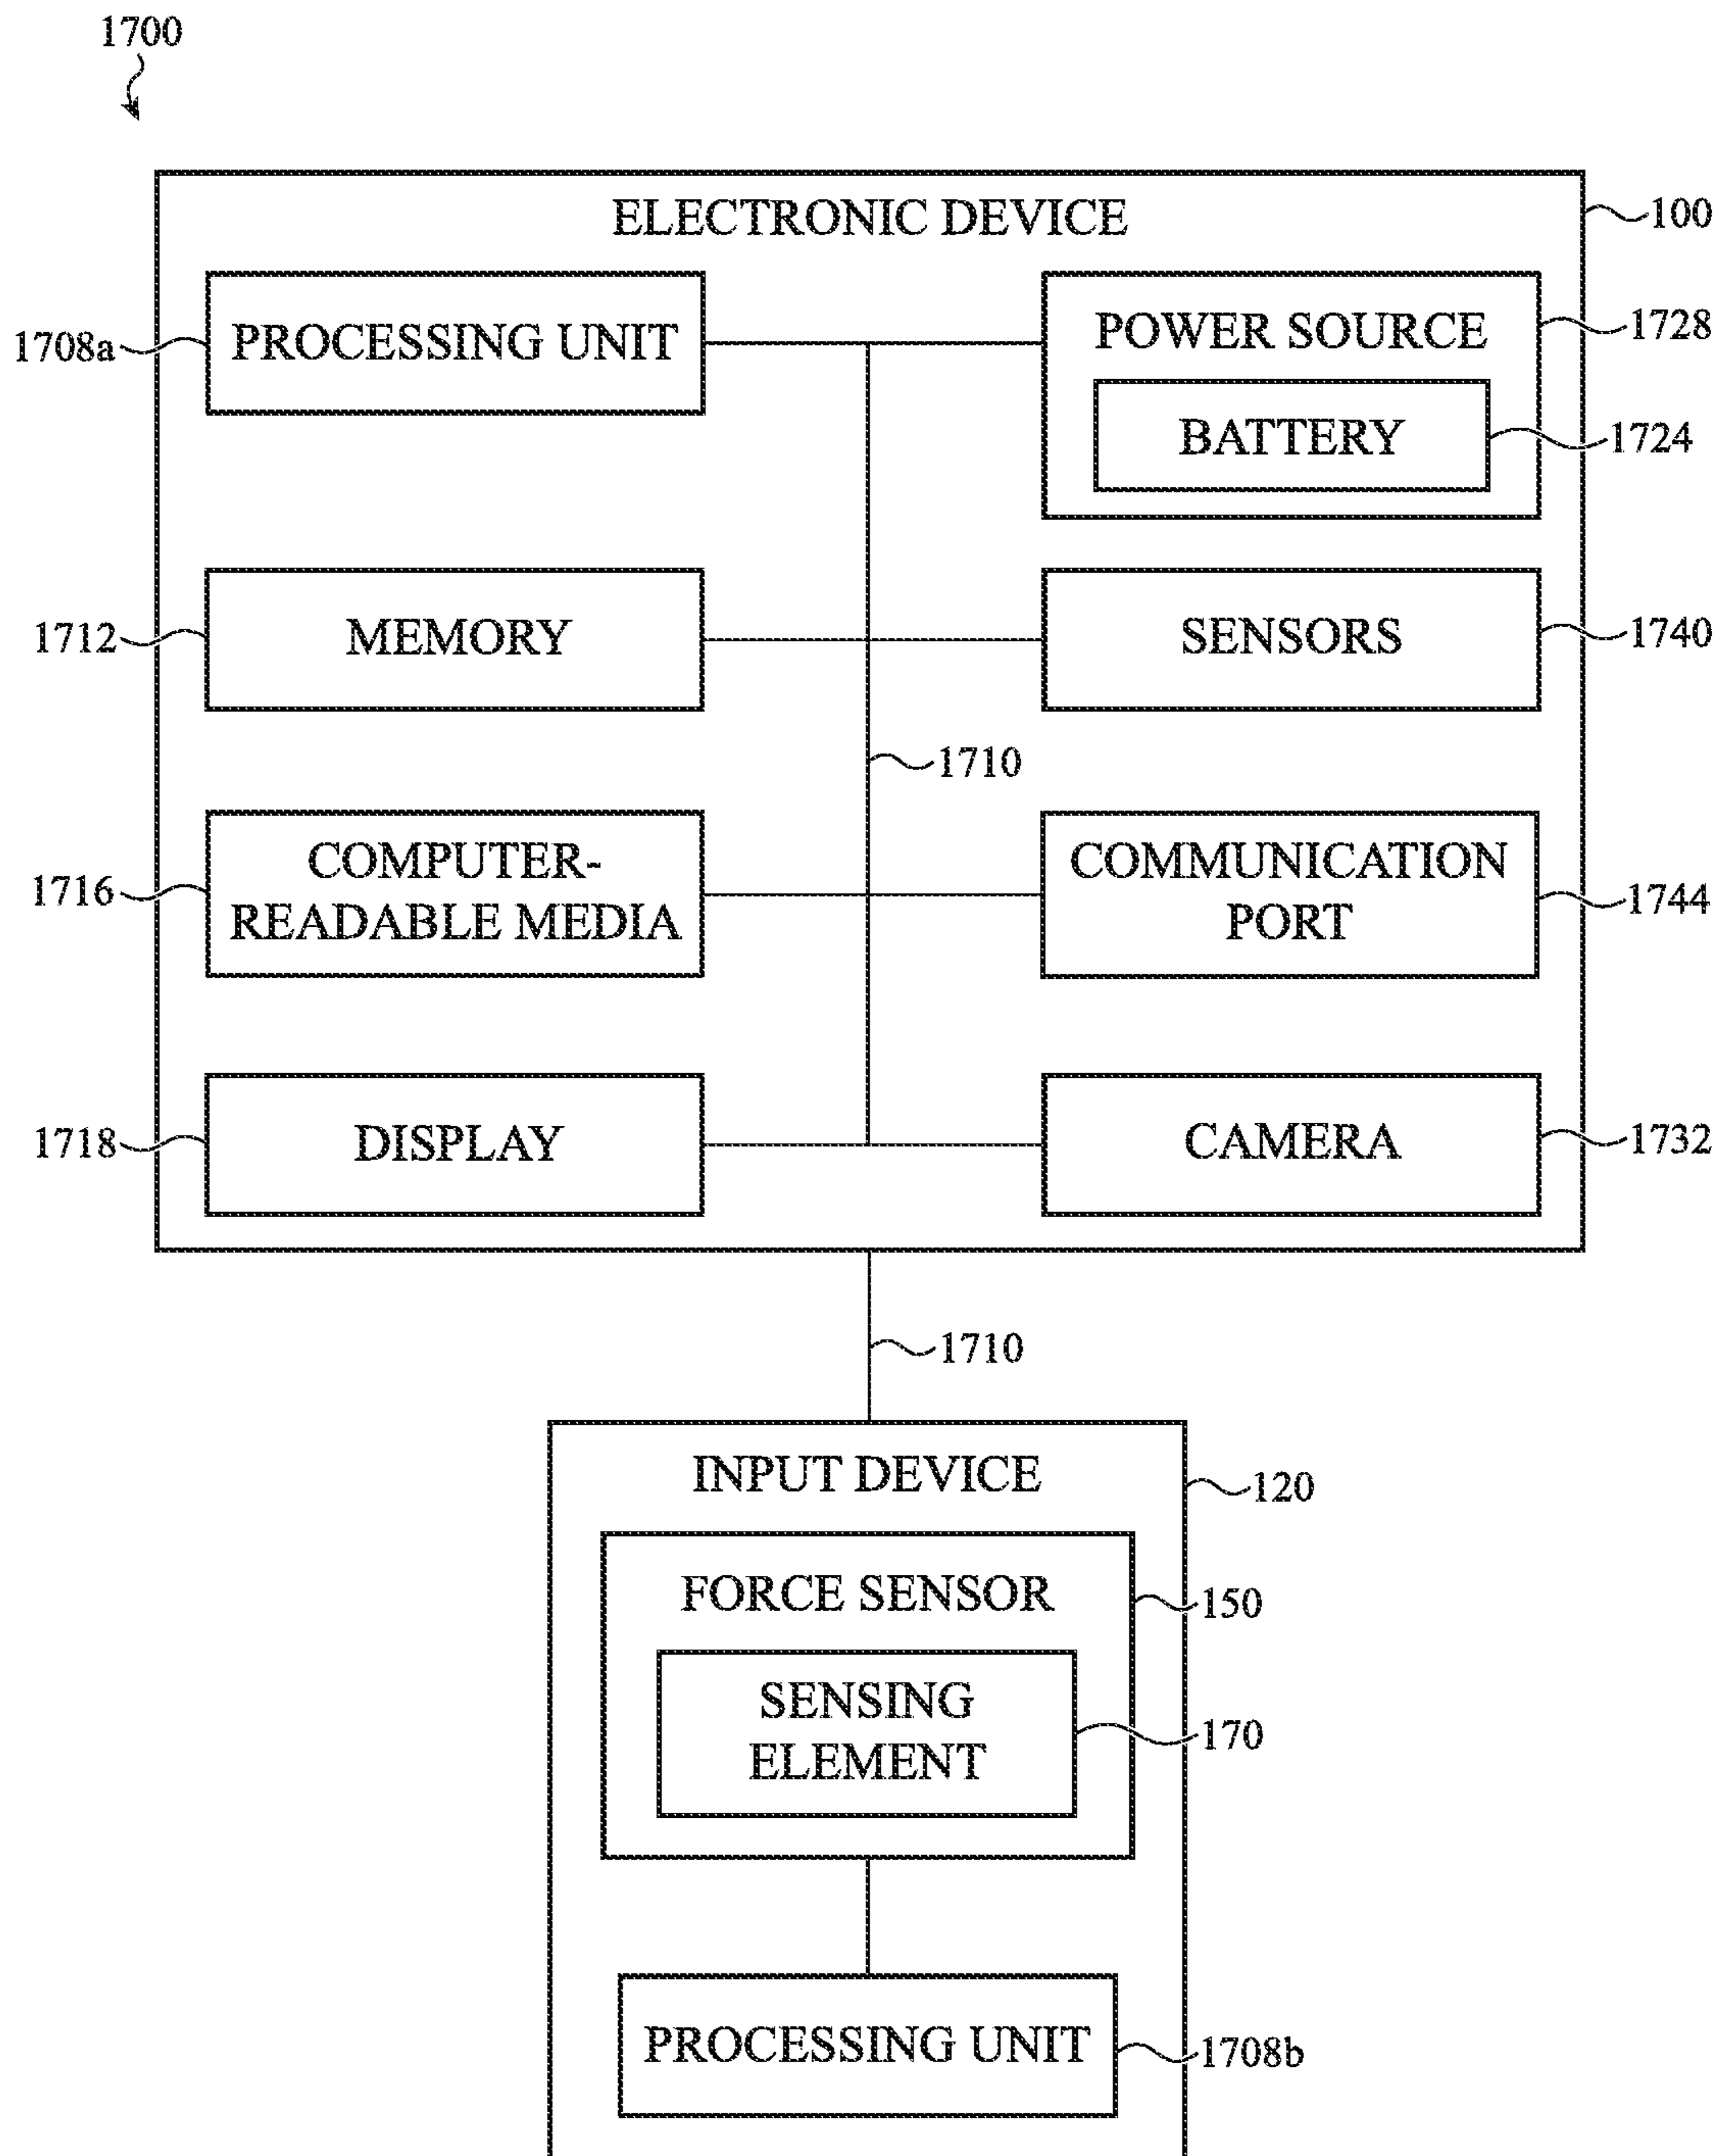 1700
ELECTRONIC DEVICE
100
PROCESSING UNIT
1708a
POWER SOURCE
1728
BATTERY
1724
MEMORY
1712
SENSORS
1740
1710
COMPUTER-
READABLE MEDIA
1716
COMMUNICATION
PORT
1744
DISPLAY
1718
CAMERA
1732
1710
INPUT DEVICE
120
FORCE SENSOR
150
SENSING
ELEMENT
170
PROCESSING UNIT
1708b